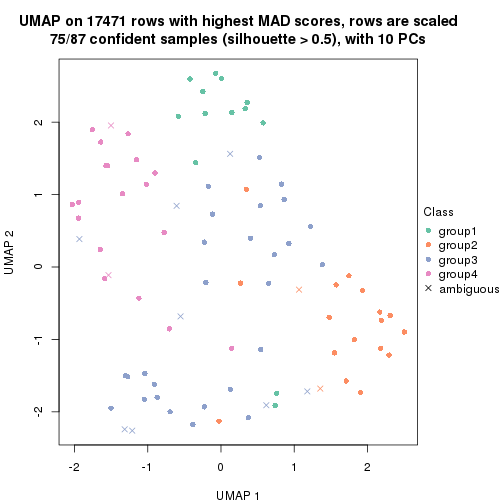 UMAP on 17471 rows with highest MAD scores, rows are scaled
75/87 confident samples (silhouette > 0.5), with 10 PCs
2
1
0
-1
-2
UMAP 2
-2
-1
0
1
2
UMAP 1
Class
group1
group2
group3
group4
ambiguous